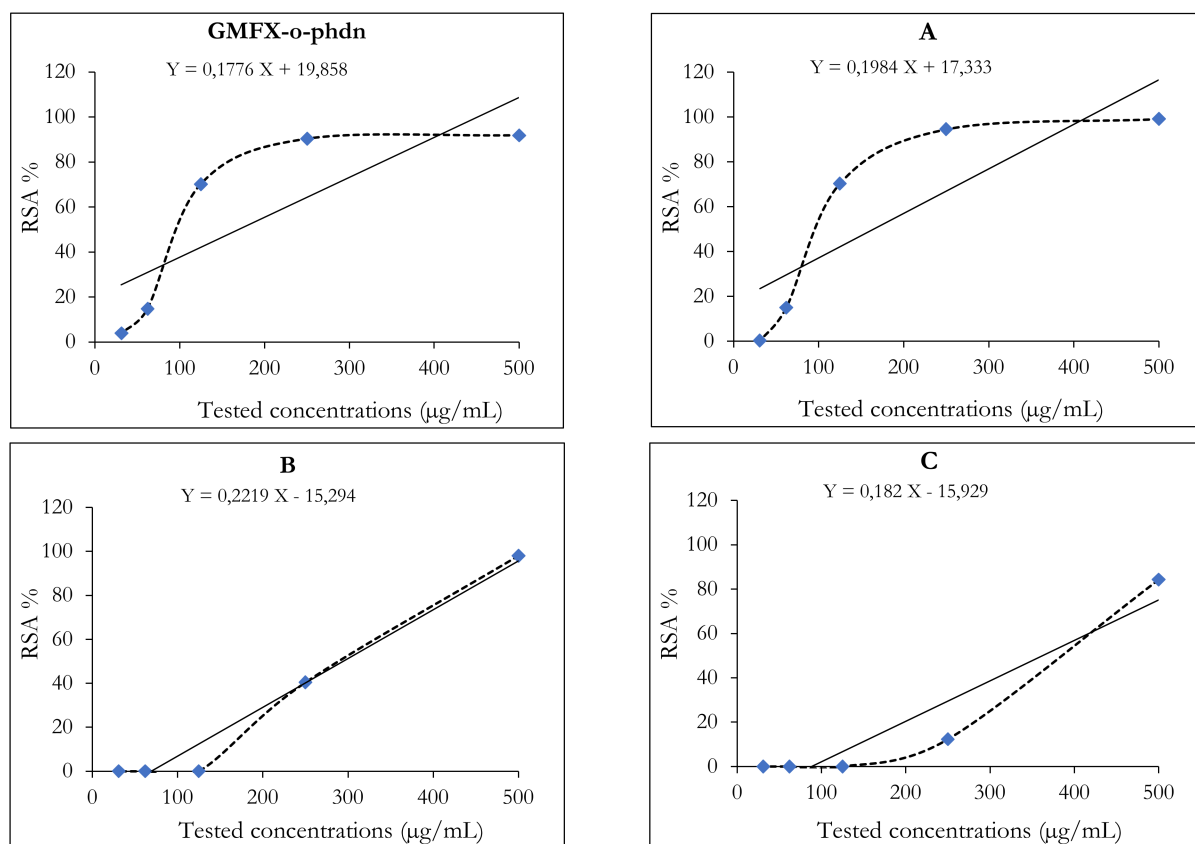 GMFX-o-phdn
Y = 0,1776 X + 19,858
120
100
80
60
40
20
0
RSA %
0 100 200 300 400 500
Tested concentrations (µg/mL)
A
Y = 0,1984 X + 17,333
120
100
80
60
40
20
0
RSA %
0 100 200 300 400 500
Tested concentrations (µg/mL)
B
Y = 0,2219 X - 15,294
120
100
80
60
40
20
0
RSA %
0 100 200 300 400 500
Tested concentrations (µg/mL)
C
Y = 0,182 X - 15,929
120
100
80
60
40
20
0
RSA %
0 100 200 300 400 500
Tested concentrations (µg/mL)